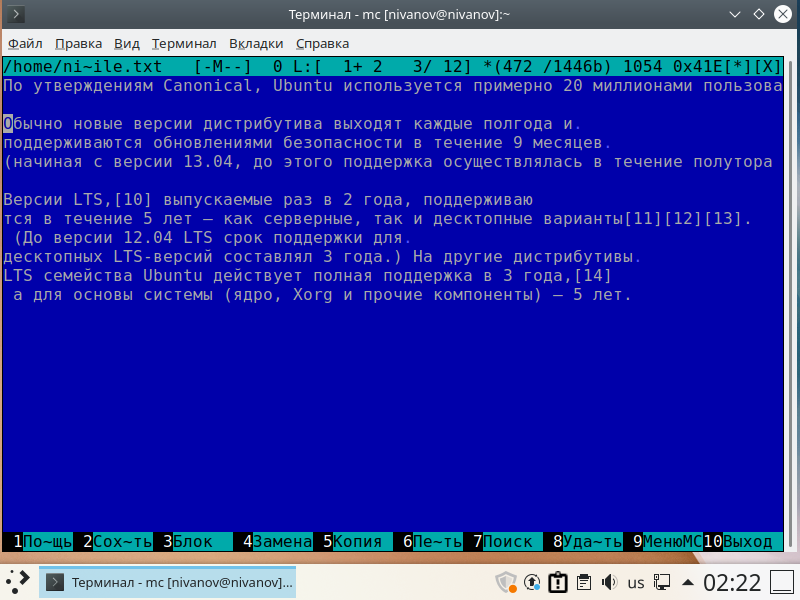 Терминал - mc [nivanov@nivanov]:~
Файл Правка Вид Терминал Вкладки Справка
/home/ni~ile.txt [-M--] 0 L:[ 1+ 2 3/ 12] *(472 /1446b) 1054 0x41E[*][X]
По утверждениям Canonical, Ubuntu используется примерно 20 миллионами пользова
Обычно новые версии дистрибутива выходят каждые полгода и.
поддерживаются обновлениями безопасности в течение 9 месяцев.
(начиная с версии 13.04, до этого поддержка осуществлялась в течение полутора
Версии LTS,[10] выпускаемые раз в 2 года, поддерживаю
тся в течение 5 лет — как серверные, так и десктопные варианты[11][12][13].
(До версии 12.04 LTS срок поддержки для.
десктопных LTS-версий составлял 3 года.) На другие дистрибутивы.
LTS семейства Ubuntu действует полная поддержка в 3 года,[14]
а для основы системы (ядро, Xorg и прочие компоненты) — 5 лет.
1По~щь 2Сох~ть 3Блок 4Замена 5Копия 6Пе~ть 7Поиск 8Уда~ть 9МенюMC 10Выход
Терминал - mc [nivanov@nivanov]... us 02:22